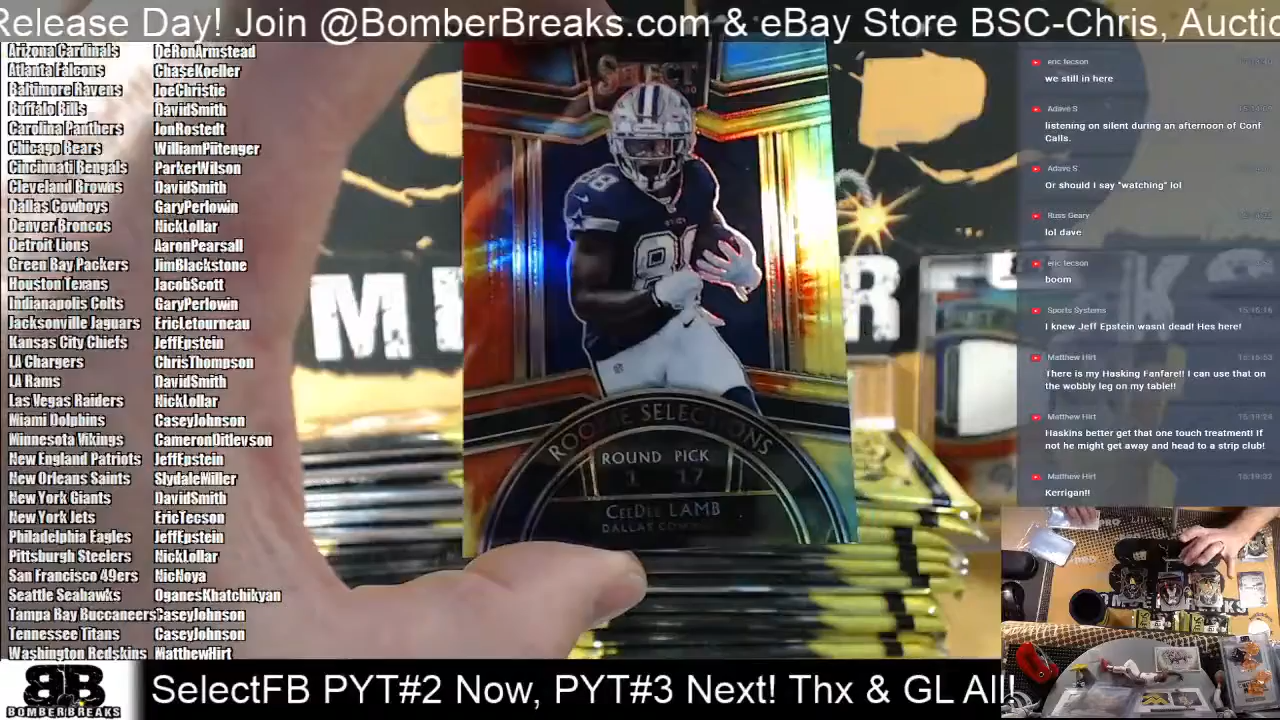 Release Day! Join @BomberBreaks.com & eBay Store BSC-Chris, Auctio
Arizona Cardinals DeRonArmstead
Atlanta Falcons ChaseKoeller
Baltimore Ravens JoeChristie
Buffalo Bills DavidSmith
Carolina Panthers JonRostedt
Chicago Bears WilliamPiitenger
Cincinnati Bengals ParkerWilson
Cleveland Browns DavidSmith
Dallas Cowboys GaryPerlowin
Denver Broncos NickLollar
Detroit Lions AaronPearsall
Green Bay Packers JimBlackstone
Houston Texans JacobScott
Indianapolis Colts GaryPerlowin
Jacksonville Jaguars EricLetourneau
Kansas City Chiefs JeffEpstein
LA Chargers ChrisThompson
LA Rams DavidSmith
Las Vegas Raiders NickLollar
Miami Dolphins CaseyJohnson
Minnesota Vikings CameronDitlevson
New England Patriots JeffEpstein
New Orleans Saints SlydaleMiller
New York Giants DavidSmith
New York Jets EricTecson
Philadelphia Eagles JeffEpstein
Pittsburgh Steelers NickLollar
San Francisco 49ers NicNoya
Seattle Seahawks OganesKhatchikyan
Tampa Bay Buccaneers CaseyJohnson
Tennessee Titans CaseyJohnson
Washington Redskins MatthewHirt
SELECT
88
ROOKIE SELECTIONS
ROUND PICK
1 17
CEEDEE LAMB
DALLAS COWBOYS
eric tecson
we still in here
Adave S
listening on silent during an afternoon of Conf
Calls.
Adave S
Or should I say "watching" lol
Russ Geary
lol dave
eric tecson
boom
Sports Systems
I knew Jeff Epstein wasnt dead! Hes here!
Matthew Hirt
There is my Hasking Fanfare!! I can use that on
the wobbly leg on my table!!
Matthew Hirt
Haskins better get that one touch treatment! If
not he might get away and head to a strip club!
Matthew Hirt
Kerrigan!!
BB
BOMBERBREAKS
SelectFB PYT#2 Now, PYT#3 Next! Thx & GL All!